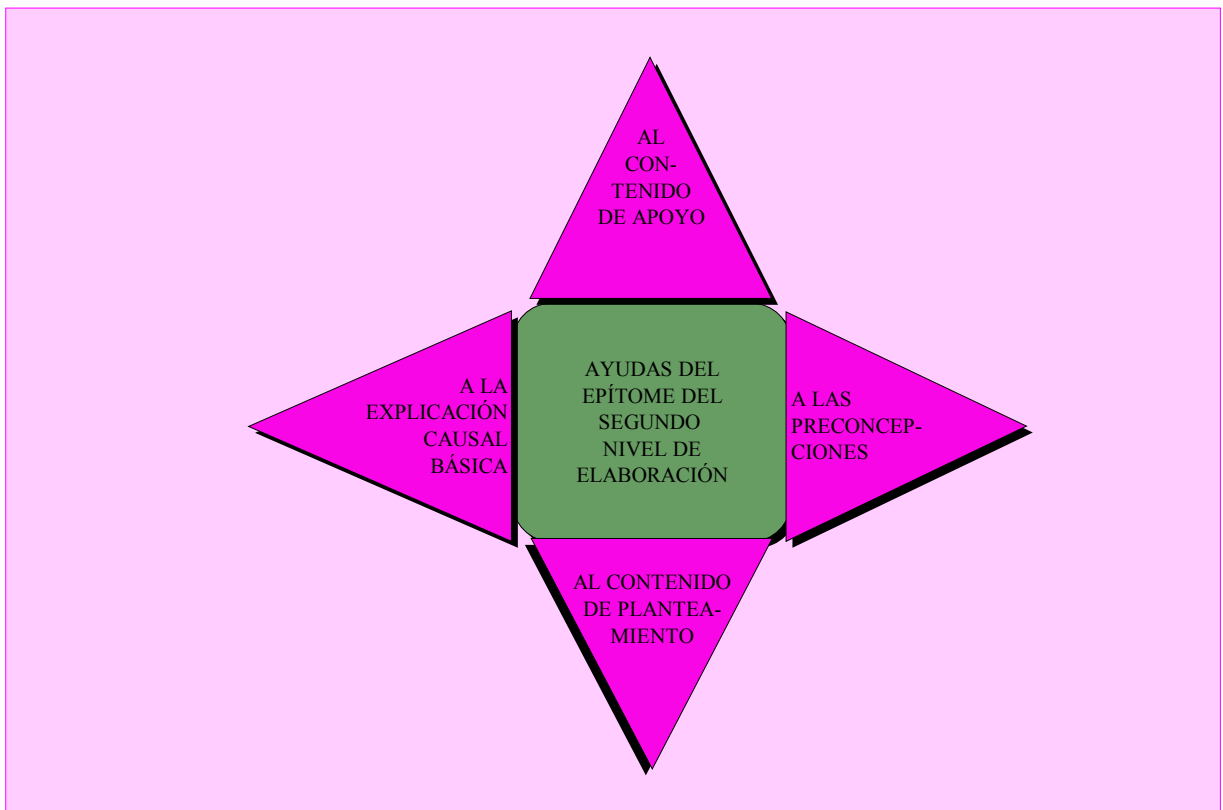 AL
CON-
TENIDO
DE APOYO
A LA
EXPLICACIÓN
CAUSAL
BÁSICA
AYUDAS DEL
EPÍTOME DEL
SEGUNDO
NIVEL DE
ELABORACIÓN
A LAS
PRECONCEP-
CIONES
AL CONTENIDO
DE PLANTEA-
MIENTO